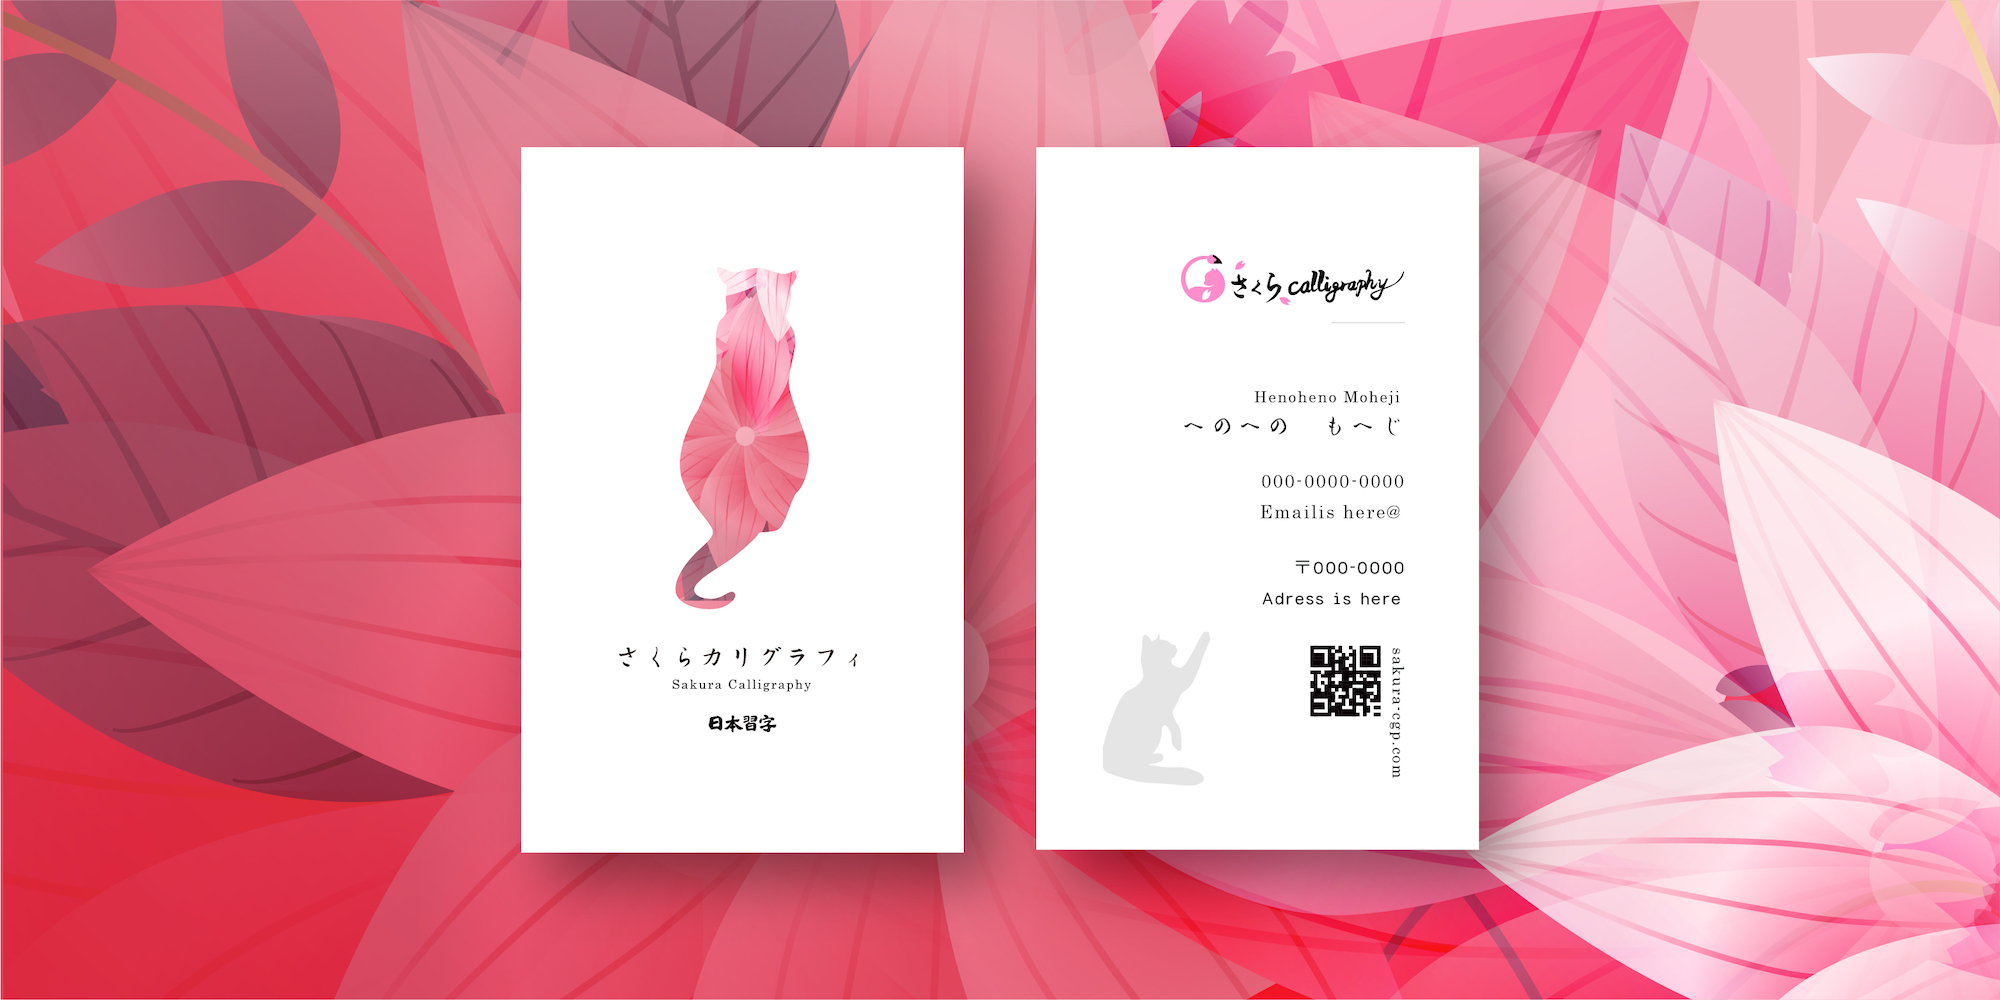 さくらカリグラフィ
Sakura Calligraphy
日本習字
さくら calligraphy
Henoheno Moheji
へのへの　もへじ
000-0000-0000
Emailis here@
〒000-0000
Adress is here
sakura-cgp.com